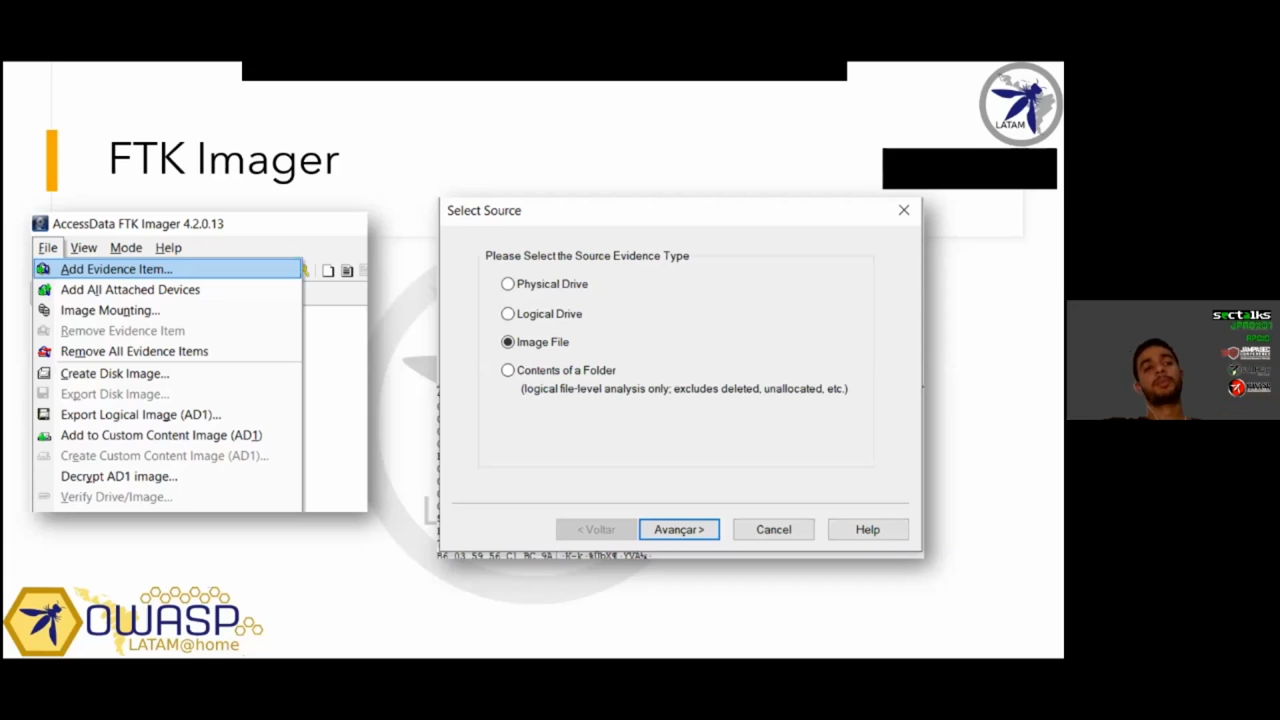 LATAM
FTK Imager
AccessData FTK Imager 4.2.0.13
File View Mode Help
Add Evidence Item...
Add All Attached Devices
Image Mounting...
Remove Evidence Item
Remove All Evidence Items
Create Disk Image...
Export Disk Image...
Export Logical Image (AD1)...
Add to Custom Content Image (AD1)
Create Custom Content Image (AD1)...
Decrypt AD1 image...
Verify Drive/Image...
Select Source
Please Select the Source Evidence Type
Physical Drive
Logical Drive
Image File
Contents of a Folder
(logical file-level analysis only; excludes deleted, unallocated, etc.)
< Voltar Avançar > Cancel Help
OWASP
LATAM@home
sectalks